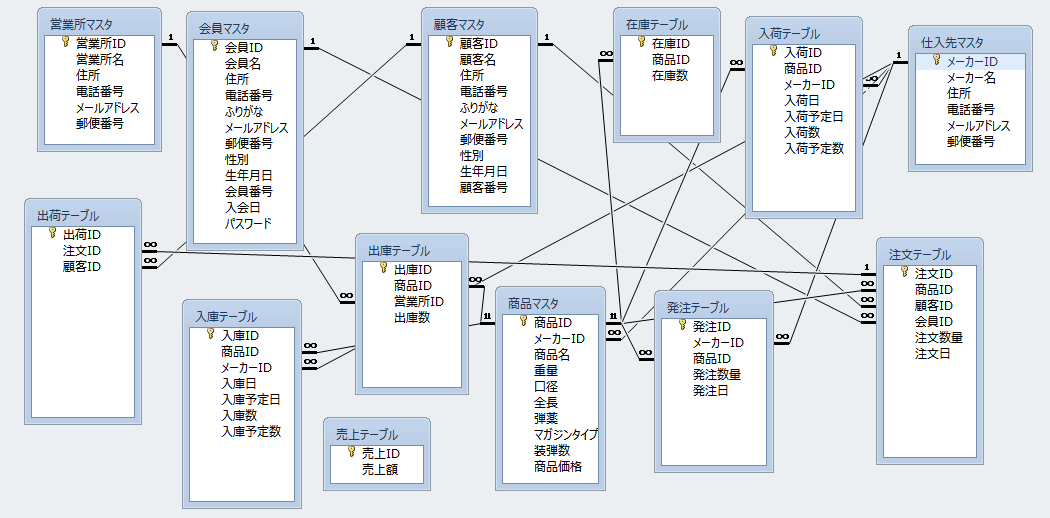 営業所マスタ
営業所ID
営業所名
住所
電話番号
メールアドレス
郵便番号
会員マスタ
会員ID
会員名
住所
電話番号
ふりがな
メールアドレス
郵便番号
性別
生年月日
会員番号
入会日
パスワード
顧客マスタ
顧客ID
顧客名
住所
電話番号
ふりがな
メールアドレス
郵便番号
性別
生年月日
顧客番号
在庫テーブル
在庫ID
商品ID
在庫数
入荷テーブル
入荷ID
商品ID
メーカーID
入荷日
入荷予定日
入荷数
入荷予定数
仕入先マスタ
メーカーID
メーカー名
住所
電話番号
メールアドレス
郵便番号
出荷テーブル
出荷ID
注文ID
顧客ID
入庫テーブル
入庫ID
商品ID
メーカーID
入庫日
入庫予定日
入庫数
入庫予定数
出庫テーブル
出庫ID
商品ID
営業所ID
出庫数
売上テーブル
売上ID
売上額
商品マスタ
商品ID
メーカーID
商品名
重量
口径
全長
弾薬
マガジンタイプ
装弾数
商品価格
発注テーブル
発注ID
メーカーID
商品ID
発注数量
発注日
注文テーブル
注文ID
商品ID
顧客ID
会員ID
注文数量
注文日
1
1
1
1
∞
∞
∞
1
∞
∞
∞
∞
∞
∞
1
1
1
1
∞
∞
∞
1
∞
∞
∞